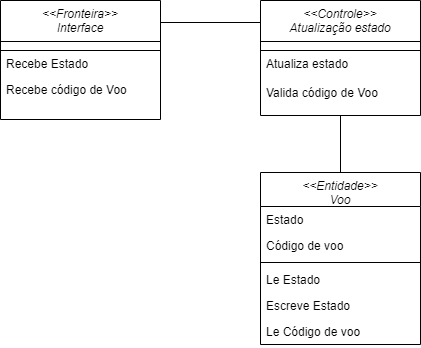 <<Fronteira>>
Interface
Recebe Estado
Recebe código de Voo
<<Controle>>
Atualização estado
Atualiza estado
Valida código de Voo
<<Entidade>>
Voo
Estado
Código de voo
Le Estado
Escreve Estado
Le Código de voo